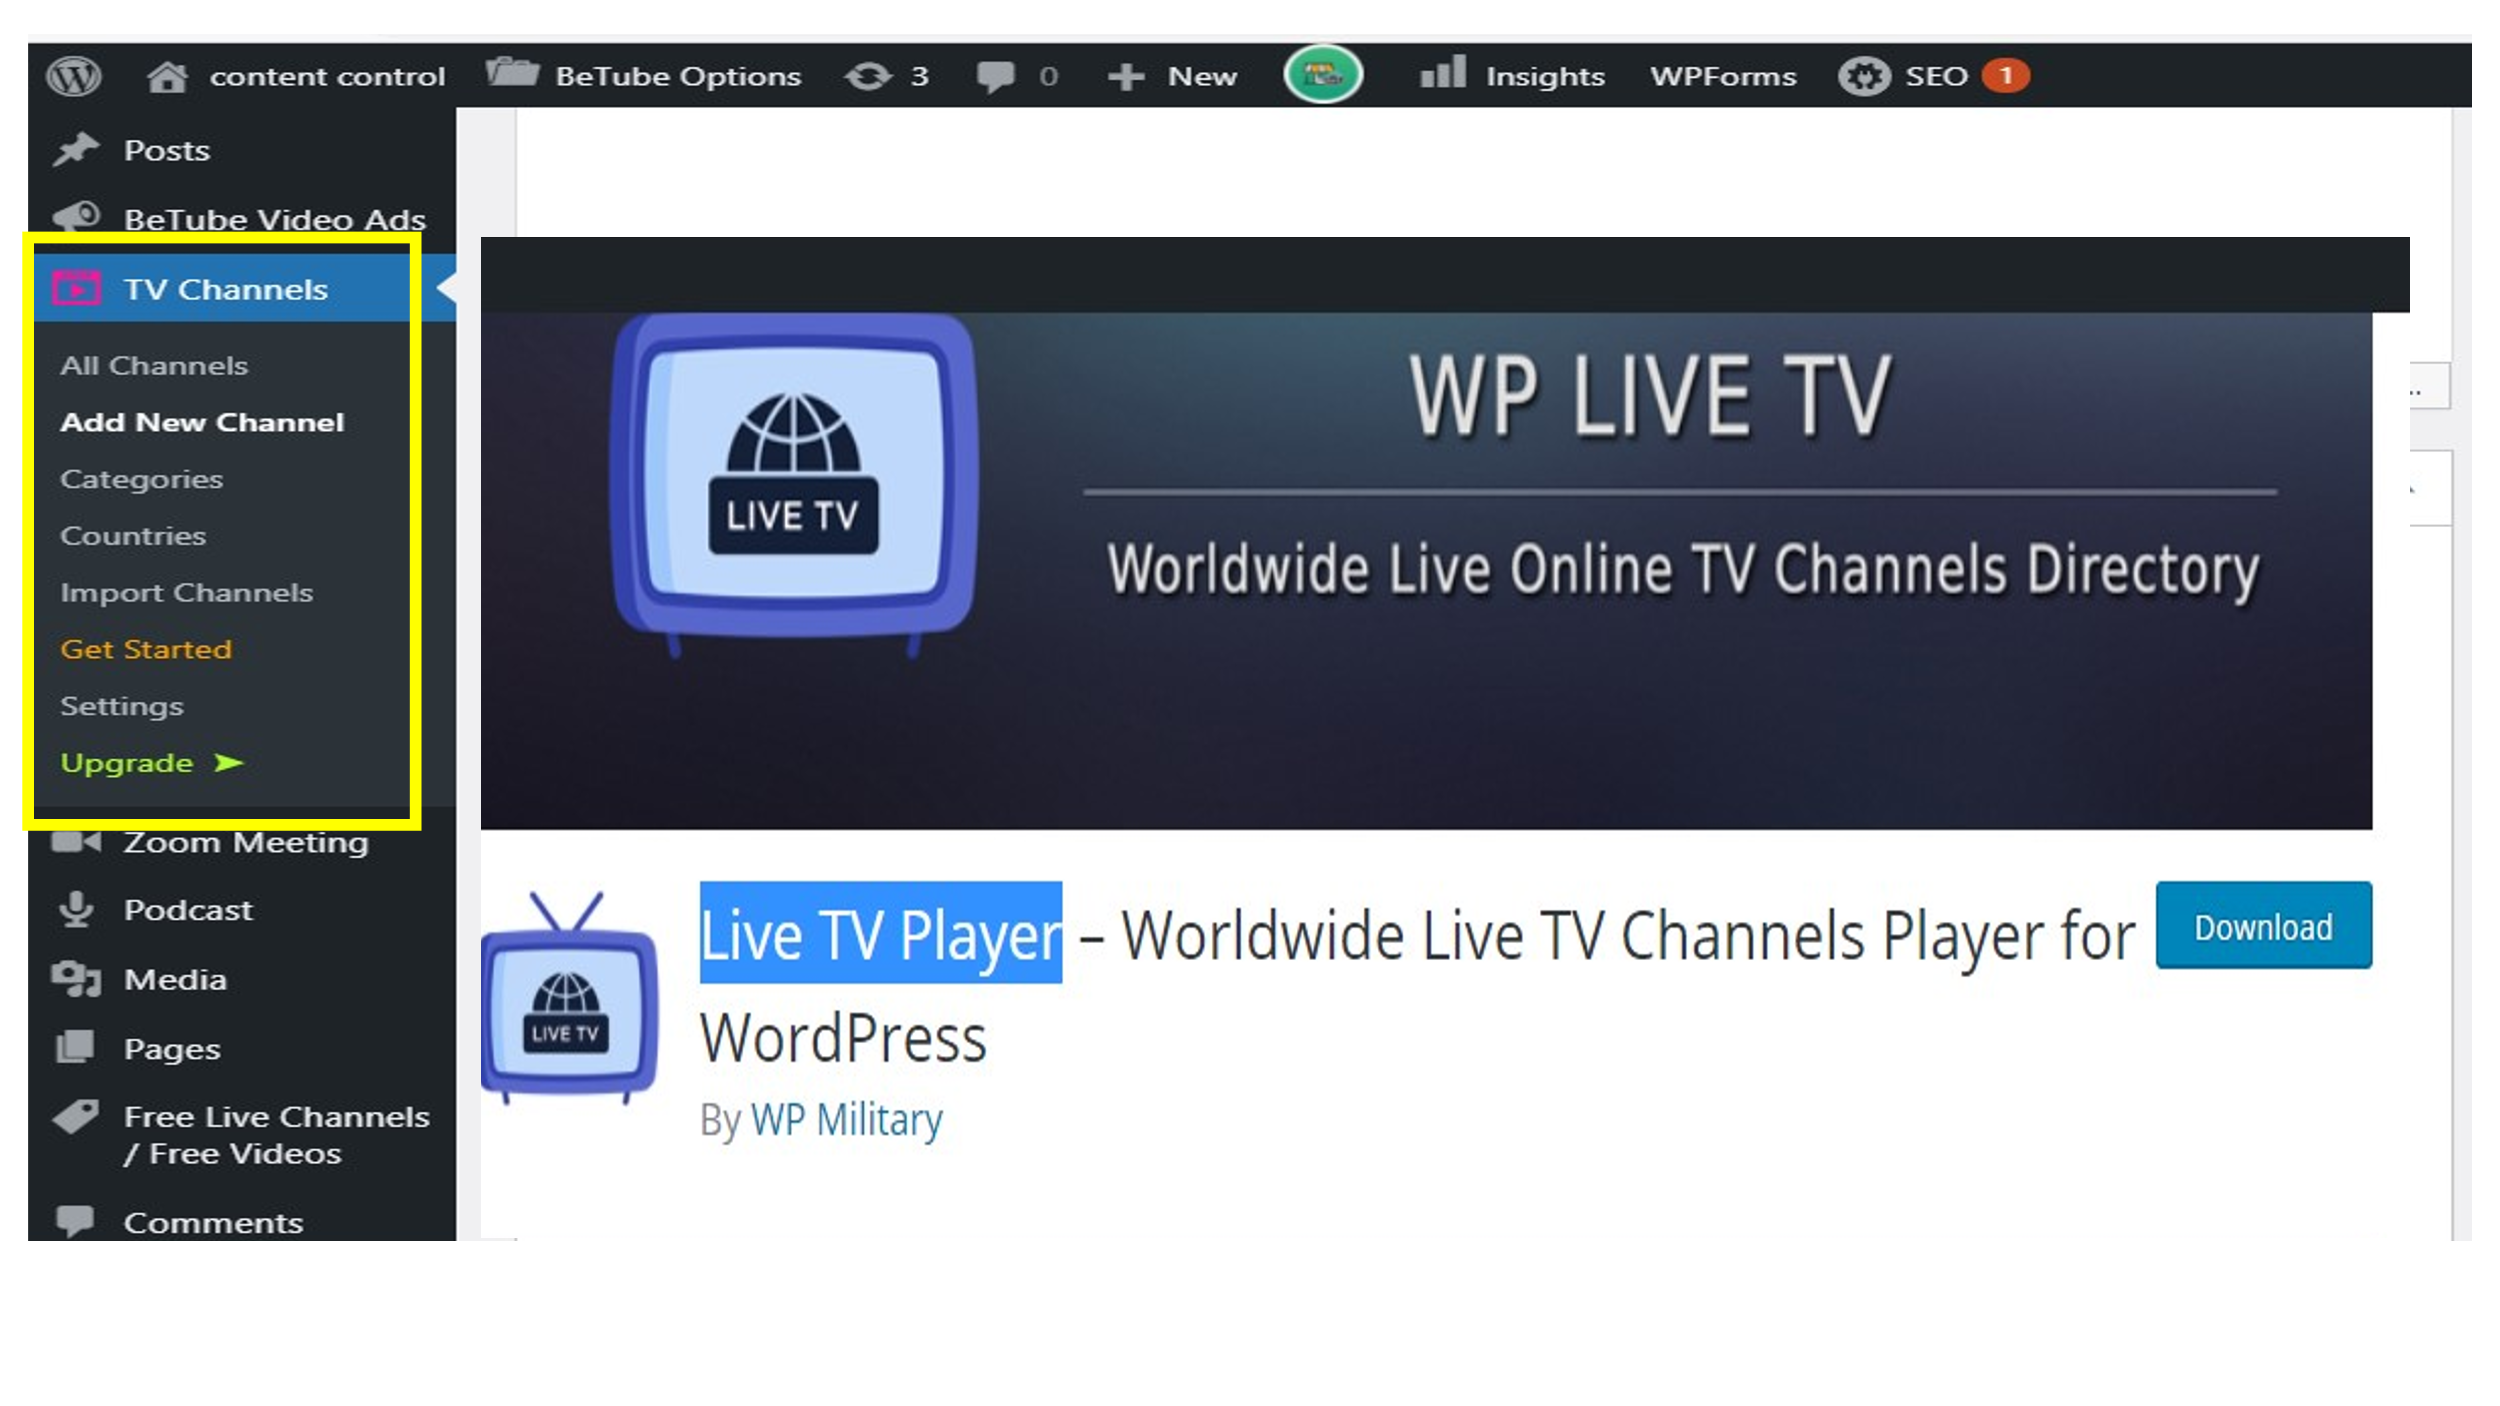 content control BeTube Options 3 0 New Insights WPForms SEO 1
Posts
BeTube Video Ads
TV Channels
All Channels
Add New Channel
Categories
Countries
Import Channels
Get Started
Settings
Upgrade ➤
Zoom Meeting
Podcast
Media
Pages
Free Live Channels
/ Free Videos
Comments
WP LIVE TV
LIVE TV
Worldwide Live Online TV Channels Directory
Live TV Player – Worldwide Live TV Channels Player for
Download
LIVE TV
WordPress
By WP Military